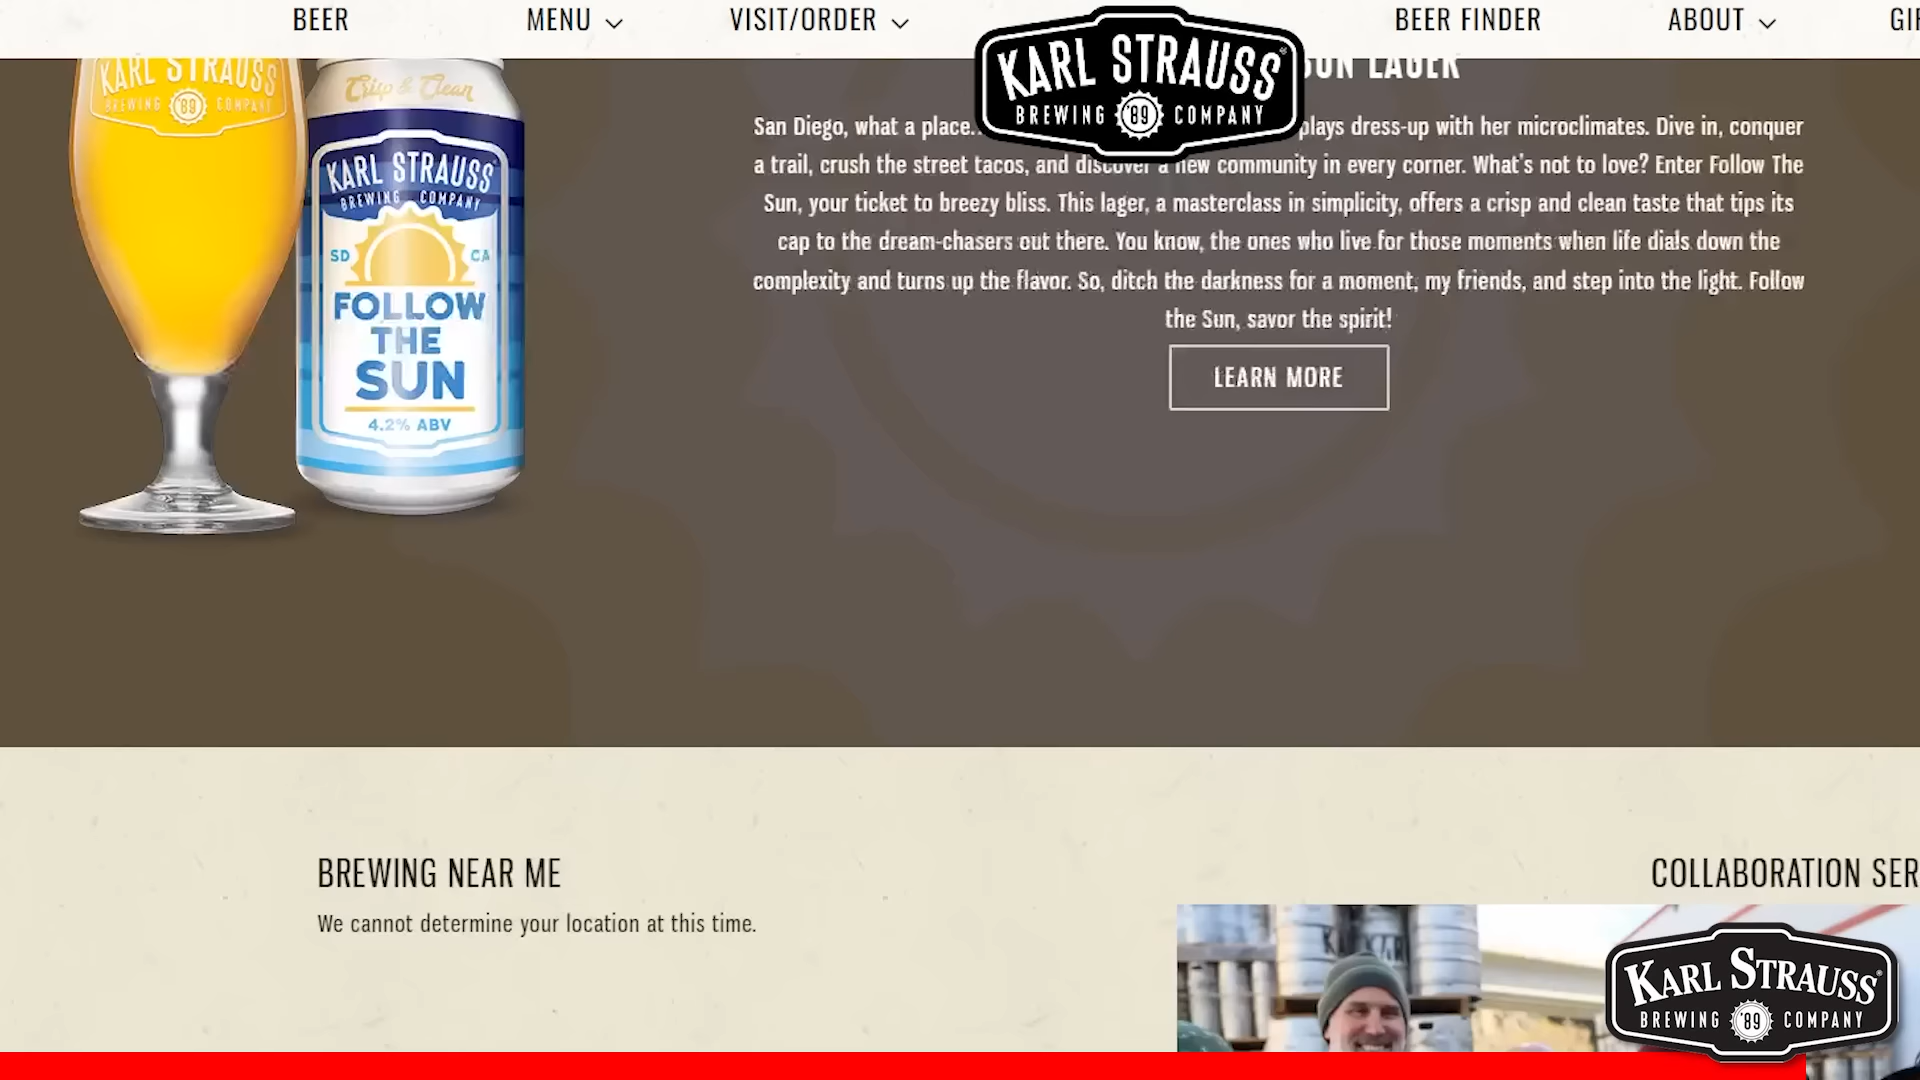 BEER
MENU
VISIT/ORDER
KARL STRAUSS
BREWING '89 COMPANY
BEER FINDER
ABOUT
KARL STRAUSS
BREWING '89 COMPANY
Crisp & Clean
KARL STRAUSS
BREWING COMPANY
SD CA
FOLLOW
THE
SUN
4.2% ABV
SUN LAGER
San Diego, what a place.
plays dress-up with her microclimates. Dive in, conquer
a trail, crush the street tacos, and discover a new community in every corner. What's not to love? Enter Follow The
Sun, your ticket to breezy bliss. This lager, a masterclass in simplicity, offers a crisp and clean taste that tips its
cap to the dream-chasers out there. You know, the ones who live for those moments when life dials down the
complexity and turns up the flavor. So, ditch the darkness for a moment, my friends, and step into the light. Follow
the Sun, savor the spirit!
LEARN MORE
BREWING NEAR ME
We cannot determine your location at this time.
COLLABORATION SER
KARL STRAUSS
BREWING '89 COMPANY